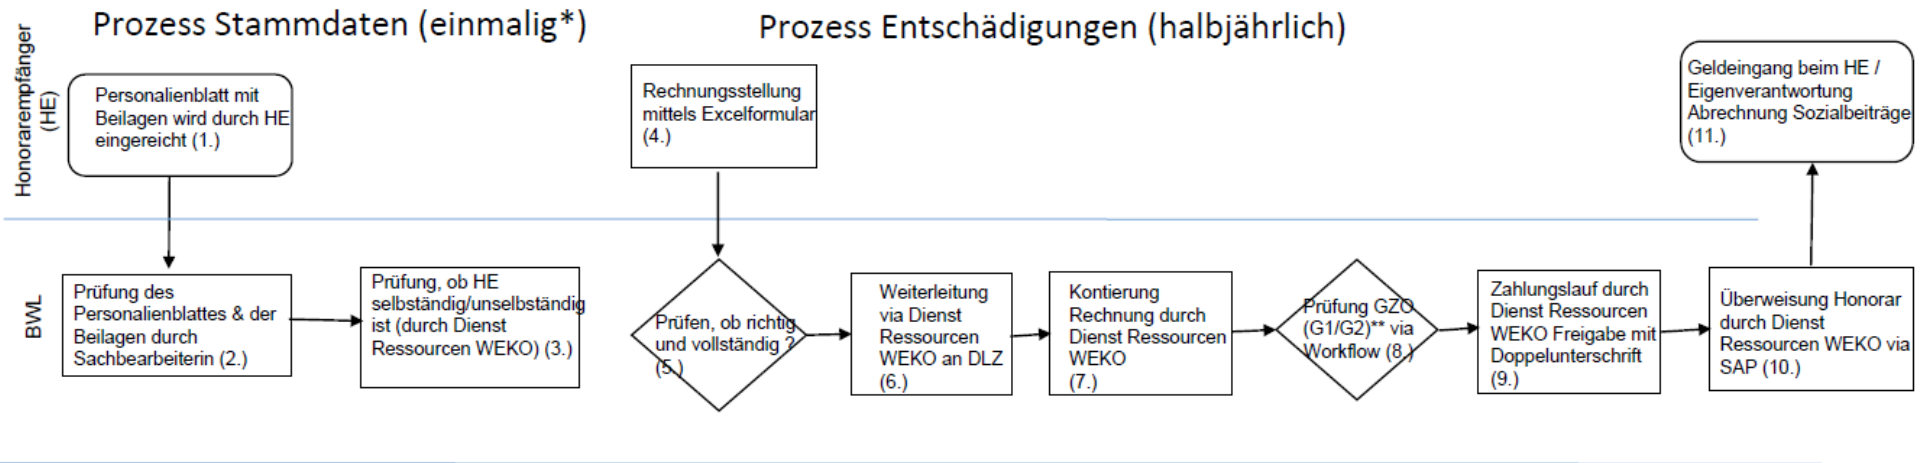 Prozess Stammdaten (einmalig*)
Prozess Entschädigungen (halbjährlich)
Honorarempfänger
(HE)
Personalienblatt mit
Beilagen wird durch HE
eingereicht (1.)
Rechnungsstellung
mittels Excelformular
(4.)
Geldeingang beim HE /
Eigenverantwortung
Abrechnung Sozialbeiträge
(11.)
BWL
Prüfung des
Personalienblattes & der
Beilagen durch
Sachbearbeiterin (2.)
Prüfung, ob HE
selbständig/unselbständig
ist (durch Dienst
Ressourcen WEKO) (3.)
Prüfen, ob richtig
und vollständig ?
(5.)
Weiterleitung
via Dienst
Ressourcen
WEKO an DLZ
(6.)
Kontierung
Rechnung durch
Dienst Ressourcen
WEKO
(7.)
Prüfung GZO
(G1/G2)** via
Workflow (8.)
Zahlungslauf durch
Dienst Ressourcen
WEKO Freigabe mit
Doppelunterschrift
(9.)
Überweisung Honorar
durch Dienst
Ressourcen WEKO via
SAP (10.)